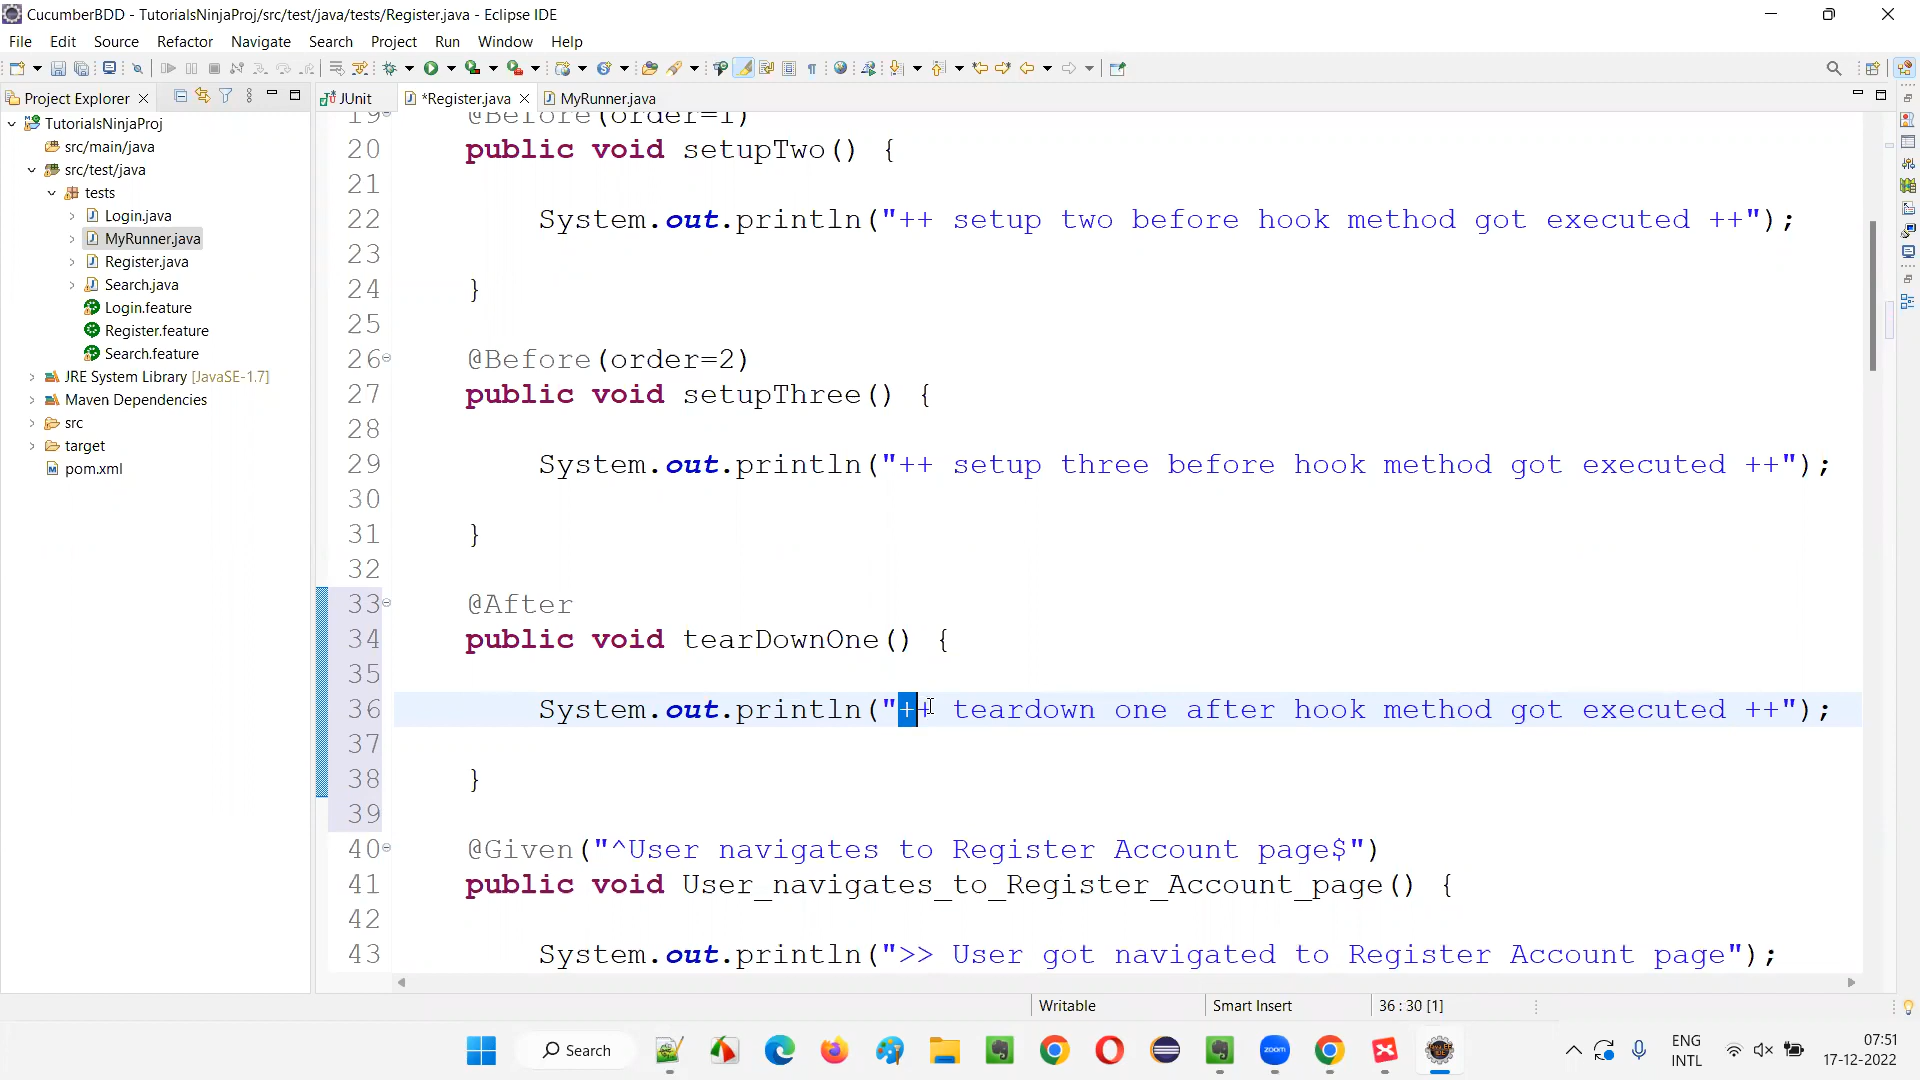 CucumberBDD - TutorialsNinjaProj/src/test/java/tests/Register.java - Eclipse IDE
File Edit Source Refactor Navigate Search Project Run Window Help
Project Explorer
JUnit
*Register.java
MyRunner.java
TutorialsNinjaProj
src/main/java
src/test/java
tests
Login.java
MyRunner.java
Register.java
Search.java
Login.feature
Register.feature
Search.feature
JRE System Library [JavaSE-1.7]
Maven Dependencies
src
target
pom.xml
19 @Before(order=1)
20 public void setupTwo() {
21
22 System.out.println("++ setup two before hook method got executed ++");
23
24 }
25
26 @Before(order=2)
27 public void setupThree() {
28
29 System.out.println("++ setup three before hook method got executed ++");
30
31 }
32
33 @After
34 public void tearDownOne() {
35
36 System.out.println("++ teardown one after hook method got executed ++");
37
38 }
39
40 @Given("^User navigates to Register Account page$")
41 public void User_navigates_to_Register_Account_page() {
42
43 System.out.println(">> User got navigated to Register Account page");
Writable
Smart Insert
36 : 30 [1]
Search
zoom
ENG
INTL
07:51
17-12-2022